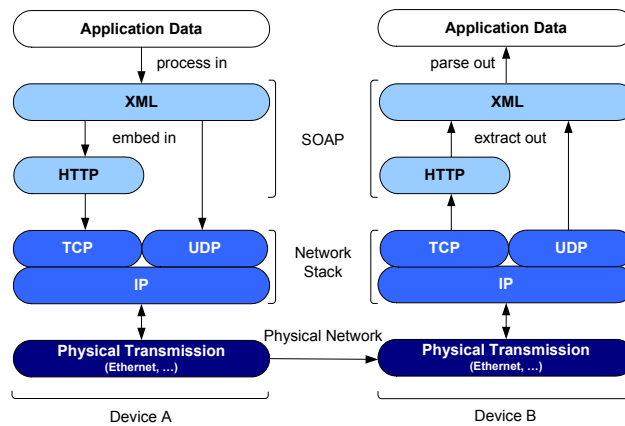 Application Data
process in
XML
embed in
HTTP
TCP
UDP
IP
Physical Transmission
(Ethernet, ...)
Device A
SOAP
Network
Stack
Physical Network
Application Data
parse out
XML
extract out
HTTP
TCP
UDP
IP
Physical Transmission
(Ethernet, ...)
Device B